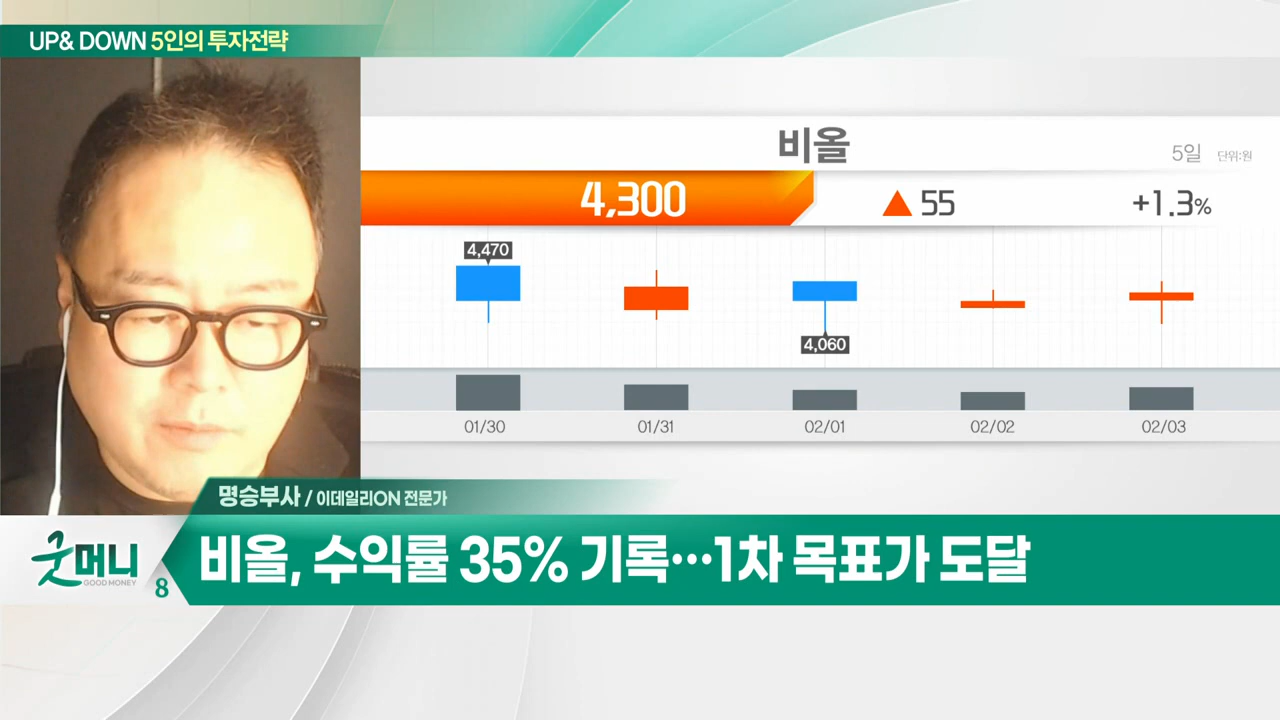 UP& DOWN 5인의 투자전략
비올
5일 단위:원
4,300 ▲ 55 +1.3%
4,470
4,060
01/30 01/31 02/01 02/02 02/03
명승부사 / 이데일리ON 전문가
굿머니
GOOD MONEY
8
비올, 수익률 35% 기록…1차 목표가 도달